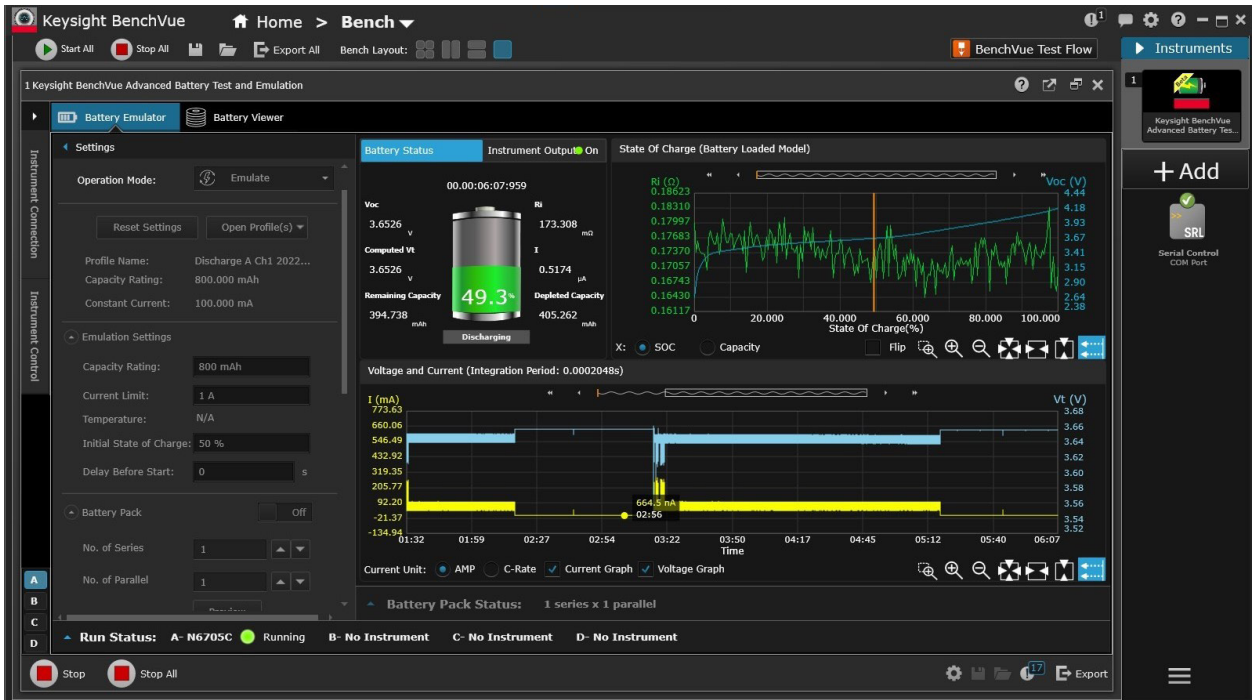 Keysight BenchVue
Home > Bench
1
Start All
Stop All
Export All
Bench Layout:
BenchVue Test Flow
Instruments
1 Keysight BenchVue Advanced Battery Test and Emulation
Battery Emulator
Battery Viewer
Instrument Connection
Instrument Control
A
B
C
D
Settings
Operation Mode:
Emulate
Reset Settings
Open Profile(s)
Profile Name: Discharge A Ch1 2022...
Capacity Rating: 800.000 mAh
Constant Current: 100.000 mA
Emulation Settings
Capacity Rating: 800 mAh
Current Limit: 1 A
Temperature: N/A
Initial State of Charge: 50 %
Delay Before Start: 0 s
Battery Pack Off
No. of Series 1
No. of Parallel 1
Battery Status
Instrument Output On
00.00:06:07:959
Voc
3.6526 V
Ri
173.308 mΩ
Computed Vt
3.6526 V
I
0.5174 µA
Remaining Capacity
394.738 mAh
49.3%
Depleted Capacity
405.262 mAh
Discharging
State Of Charge (Battery Loaded Model)
Ri (Ω)
0.18623
0.18310
0.17997
0.17683
0.17370
0.17057
0.16743
0.16430
0.16117
Voc (V)
4.44
4.18
3.93
3.67
3.41
3.15
2.90
2.64
2.38
0 20.000 40.000 60.000 80.000 100.000
State Of Charge(%)
X: SOC Capacity
Flip
Voltage and Current (Integration Period: 0.0002048s)
I (mA)
773.63
660.06
546.49
432.92
319.35
205.77
92.20
-21.37
-134.94
Vt (V)
3.68
3.66
3.64
3.62
3.60
3.58
3.56
3.54
3.52
664.5 nA
02:56
01:32 01:59 02:27 02:54 03:22 03:50 04:17 04:45 05:12 05:40 06:07
Time
Current Unit: AMP C-Rate Current Graph Voltage Graph
Battery Pack Status: 1 series x 1 parallel
Run Status: A- N6705C Running B- No Instrument C- No Instrument D- No Instrument
Stop
Stop All
17
Export
1
Beta
Keysight BenchVue
Advanced Battery Tes...
+ Add
SRL
Serial Control
COM Port